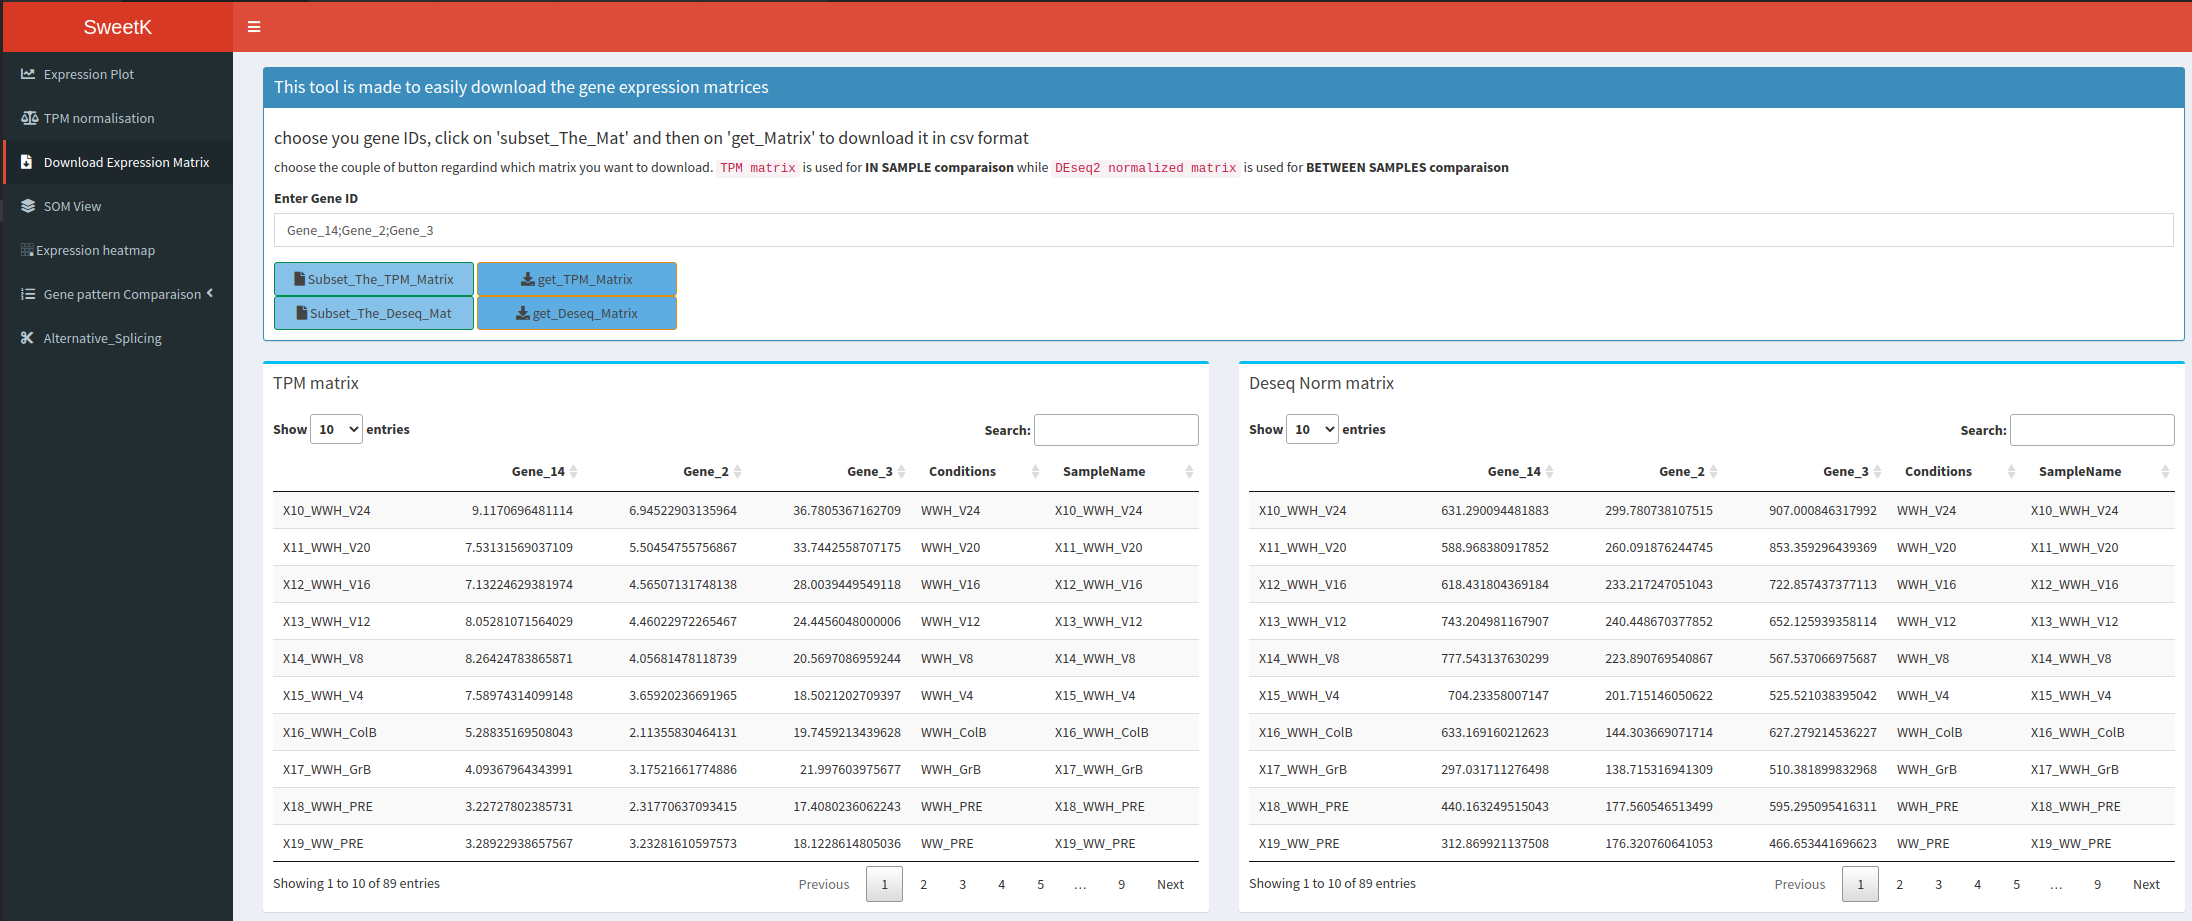 SweetK
Expression Plot
TPM normalisation
Download Expression Matrix
SOM View
Expression heatmap
Gene pattern Comparaison
Alternative_Splicing
This tool is made to easily download the gene expression matrices
choose you gene IDs, click on 'subset_The_Mat' and then on 'get_Matrix' to download it in csv format
choose the couple of button regardind which matrix you want to download. TPM matrix is used for IN SAMPLE comparaison while DEseq2 normalized matrix is used for BETWEEN SAMPLES comparaison
Enter Gene ID
Gene_14;Gene_2;Gene_3
Subset_The_TPM_Matrix get_TPM_Matrix
Subset_The_Deseq_Mat get_Deseq_Matrix
TPM matrix
Show 10 entries Search:
Gene_14 Gene_2 Gene_3 Conditions SampleName
X10_WWH_V24 9.1170696481114 6.94522903135964 36.7805367162709 WWH_V24 X10_WWH_V24
X11_WWH_V20 7.53131569037109 5.50454755756867 33.7442558707175 WWH_V20 X11_WWH_V20
X12_WWH_V16 7.13224629381974 4.56507131748138 28.0039449549118 WWH_V16 X12_WWH_V16
X13_WWH_V12 8.05281071564029 4.46022972265467 24.4456048000006 WWH_V12 X13_WWH_V12
X14_WWH_V8 8.26424783865871 4.05681478118739 20.5697086959244 WWH_V8 X14_WWH_V8
X15_WWH_V4 7.58974314099148 3.65920236691965 18.5021202709397 WWH_V4 X15_WWH_V4
X16_WWH_ColB 5.28835169508043 2.11355830464131 19.7459213439628 WWH_ColB X16_WWH_ColB
X17_WWH_GrB 4.09367964343991 3.17521661774886 21.997603975677 WWH_GrB X17_WWH_GrB
X18_WWH_PRE 3.22727802385731 2.31770637093415 17.4080236062243 WWH_PRE X18_WWH_PRE
X19_WW_PRE 3.28922938657567 3.23281610597573 18.1228614805036 WW_PRE X19_WW_PRE
Showing 1 to 10 of 89 entries Previous 1 2 3 4 5 … 9 Next
Deseq Norm matrix
Show 10 entries Search:
Gene_14 Gene_2 Gene_3 Conditions SampleName
X10_WWH_V24 631.290094481883 299.780738107515 907.000846317992 WWH_V24 X10_WWH_V24
X11_WWH_V20 588.968380917852 260.091876244745 853.359296439369 WWH_V20 X11_WWH_V20
X12_WWH_V16 618.431804369184 233.217247051043 722.857437377113 WWH_V16 X12_WWH_V16
X13_WWH_V12 743.204981167907 240.448670377852 652.125939358114 WWH_V12 X13_WWH_V12
X14_WWH_V8 777.543137630299 223.890769540867 567.537066975687 WWH_V8 X14_WWH_V8
X15_WWH_V4 704.23358007147 201.715146050622 525.521038395042 WWH_V4 X15_WWH_V4
X16_WWH_ColB 633.169160212623 144.303669071714 627.279214536227 WWH_ColB X16_WWH_ColB
X17_WWH_GrB 297.031711276498 138.715316941309 510.381899832968 WWH_GrB X17_WWH_GrB
X18_WWH_PRE 440.163249515043 177.560546513499 595.295095416311 WWH_PRE X18_WWH_PRE
X19_WW_PRE 312.869921137508 176.320760641053 466.653441696623 WW_PRE X19_WW_PRE
Showing 1 to 10 of 89 entries Previous 1 2 3 4 5 … 9 Next